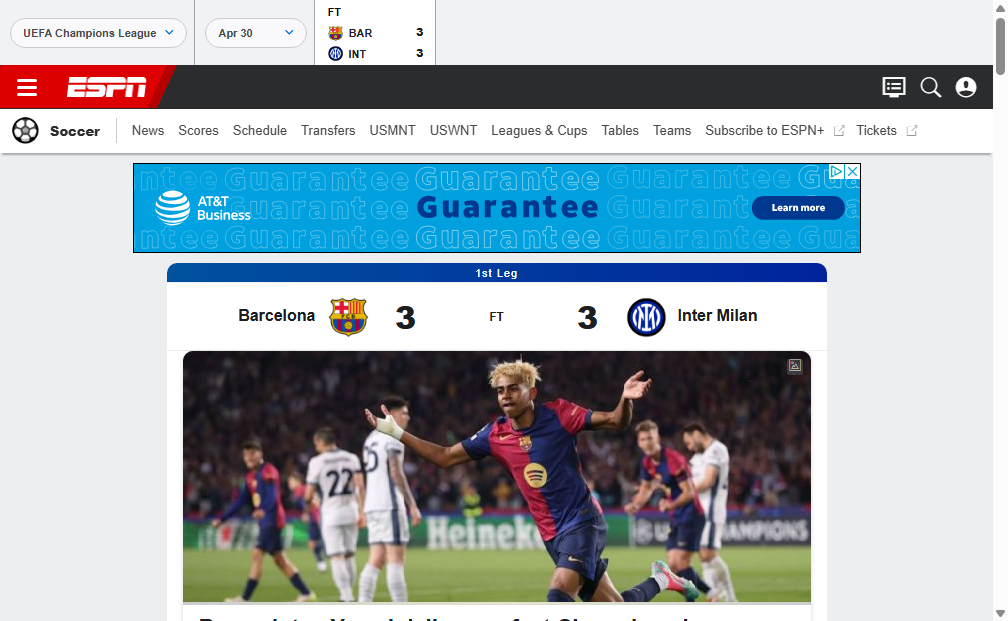 UEFA Champions League
Apr 30
FT
BAR 3
INT 3
ESPN
Soccer
News Scores Schedule Transfers USMNT USWNT Leagues & Cups Tables Teams Subscribe to ESPN+ Tickets
AT&T
Business
Guarantee
Learn more
1st Leg
Barcelona 3 FT 3 Inter Milan
22
Heineken